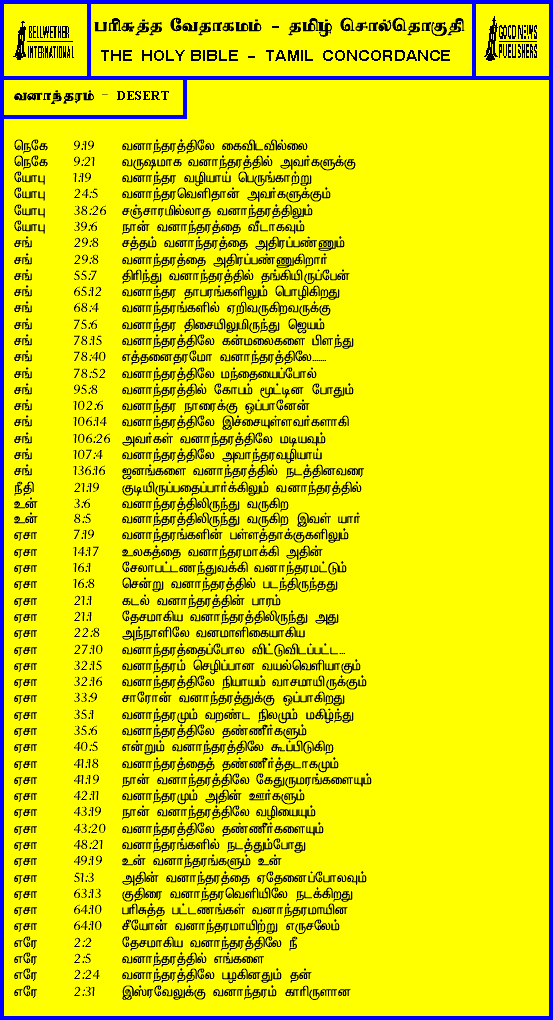 BELLWETHER
INTERNATIONAL
பரிசுத்த வேதாகமம் - தமிழ் சொல்தொகுதி
THE HOLY BIBLE - TAMIL CONCORDANCE
GOOD NEWS
PUBLISHERS
வனாந்தரம் - DESERT
நெகே 9:19 வனாந்தரத்திலே கைவிடவில்லை
நெகே 9:21 வருஷமாக வனாந்தரத்தில் அவர்களுக்கு
யோபு 1:19 வனாந்தர வழியாய் பெருங்காற்று
யோபு 24:5 வனாந்தரவெளிதான் அவர்களுக்கும்
யோபு 38:26 சஞ்சாரமில்லாத வனாந்தரத்திலும்
யோபு 39:6 நான் வனாந்தரத்தை வீடாகவும்
சங் 29:8 சத்தம் வனாந்தரத்தை அதிரப்பண்ணும்
சங் 29:8 வனாந்தரத்தை அதிரப்பண்ணுகிறார்
சங் 55:7 திரிந்து வனாந்தரத்தில் தங்கியிருப்பேன்
சங் 65:12 வனாந்தர தாபரங்களிலும் பொழிகிறது
சங் 68:4 வனாந்தரங்களில் ஏறிவருகிறவருக்கு
சங் 75:6 வனாந்தர திசையிலுமிருந்து ஜெயம்
சங் 78:15 வனாந்தரத்திலே கன்மலைகளை பிளந்து
சங் 78:40 எத்தனைதரமோ வனாந்தரத்திலே.......
சங் 78:52 வனாந்தரத்திலே மந்தையைப்போல்
சங் 95:8 வனாந்தரத்தில் கோபம் மூட்டின போதும்
சங் 102:6 வனாந்தர நாரைக்கு ஒப்பானேன்
சங் 106:14 வனாந்தரத்திலே இச்சையுள்ளவர்களாகி
சங் 106:26 அவர்கள் வனாந்தரத்திலே மடியவும்
சங் 107:4 வனாந்தரத்திலே அவாந்தரவழியாய்
சங் 136:16 ஜனங்களை வனாந்தரத்தில் நடத்தினவரை
நீதி 21:19 குடியிருப்பதைப்பார்க்கிலும் வனாந்தரத்தில்
உன் 3:6 வனாந்தரத்திலிருந்து வருகிற
உன் 8:5 வனாந்தரத்திலிருந்து வருகிற இவள் யார்
ஏசா 7:19 வனாந்தரங்களின் பள்ளத்தாக்குகளிலும்
ஏசா 14:17 உலகத்தை வனாந்தரமாக்கி அதின்
ஏசா 16:1 சேலாபட்டணந்துவக்கி வனாந்தரமட்டும்
ஏசா 16:8 சென்று வனாந்தரத்தில் படர்ந்திருந்தது
ஏசா 21:1 கடல் வனாந்தரத்தின் பாரம்
ஏசா 21:1 தேசமாகிய வனாந்தரத்திலிருந்து அது
ஏசா 22:8 அந்நாளிலே வனமாளிகையாகிய
ஏசா 27:10 வனாந்தரத்தைப்போல விட்டுவிடப்பட்ட...
ஏசா 32:15 வனாந்தரம் செழிப்பான வயல்வெளியாகும்
ஏசா 32:16 வனாந்தரத்திலே நியாயம் வாசமாயிருக்கும்
ஏசா 33:9 சாரோன் வனாந்தரத்துக்கு ஒப்பாகிறது
ஏசா 35:1 வனாந்தரமும் வறண்ட நிலமும் மகிழ்ந்து
ஏசா 35:6 வனாந்தரத்திலே தண்ணீர்களும்
ஏசா 40:5 என்றும் வனாந்தரத்திலே கூப்பிடுகிற
ஏசா 41:18 வனாந்தரத்தைத் தண்ணீர்த்தடாகமும்
ஏசா 41:19 நான் வனாந்தரத்திலே கேதுருமரங்களையும்
ஏசா 42:11 வனாந்தரமும் அதின் ஊர்களும்
ஏசா 43:19 நான் வனாந்தரத்திலே வழியையும்
ஏசா 43:20 வனாந்தரத்திலே தண்ணீர்களையும்
ஏசா 48:21 வனாந்தரங்களில் நடத்தும்போது
ஏசா 49:19 உன் வனாந்தரங்களும் உன்
ஏசா 51:3 அதின் வனாந்தரத்தை ஏதேனைப்போலவும்
ஏசா 63:13 குதிரை வனாந்தரவெளியிலே நடக்கிறது
ஏசா 64:10 பரிசுத்த பட்டணங்கள் வனாந்தரமாயின
ஏசா 64:10 சீயோன் வனாந்தரமாயிற்று எருசலேம்
எரே 2:2 தேசமாகிய வனாந்தரத்திலே நீ
எரே 2:5 வனாந்தரத்தில் எங்களை
எரே 2:24 வனாந்தரத்திலே பழகினதும் தன்
எரே 2:31 இஸ்ரவேலுக்கு வனாந்தரம் காரிருளான